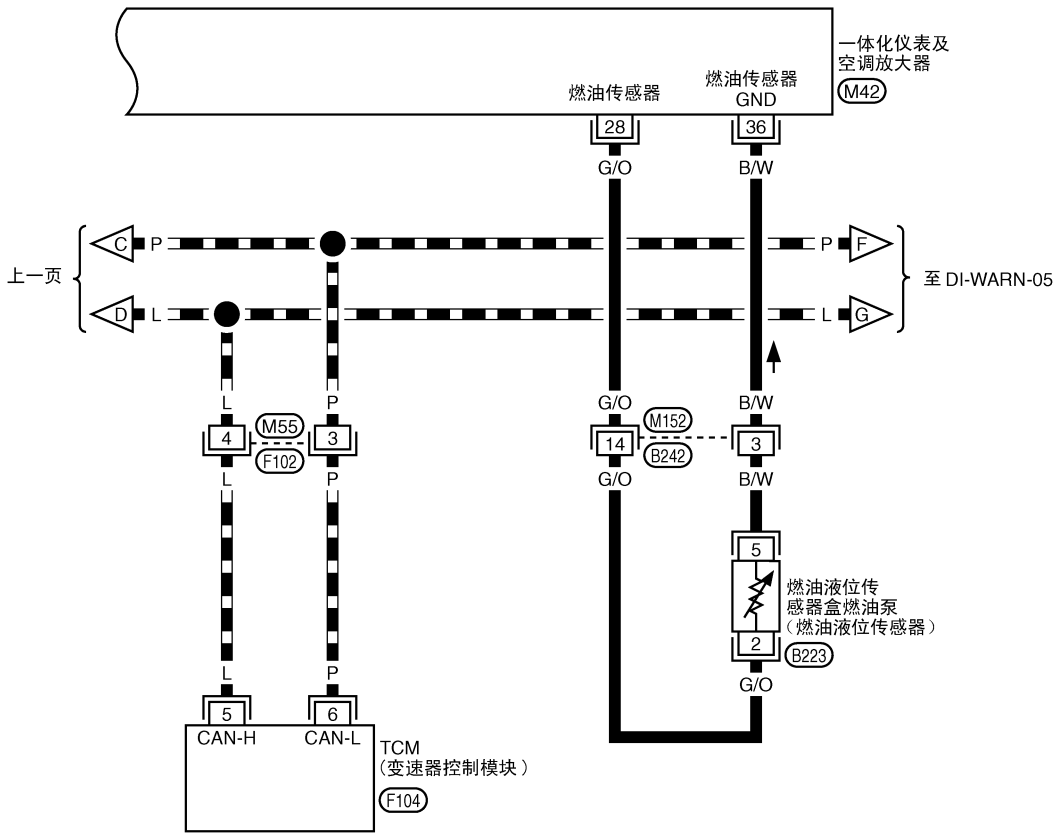 一体化仪表及
空调放大器
M42
燃油传感器
燃油传感器
GND
28
36
G/O
B/W
C
P
P
F
上一页
至 DI-WARN-05
D
L
L
G
L
P
G/O
B/W
M55
M152
4
3
14
3
F102
B242
L
P
G/O
B/W
5
燃油液位传
感器盒燃油泵
（燃油液位传感器）
2
B223
L
P
G/O
5
6
CAN-H
CAN-L
TCM
（变速器控制模块）
F104